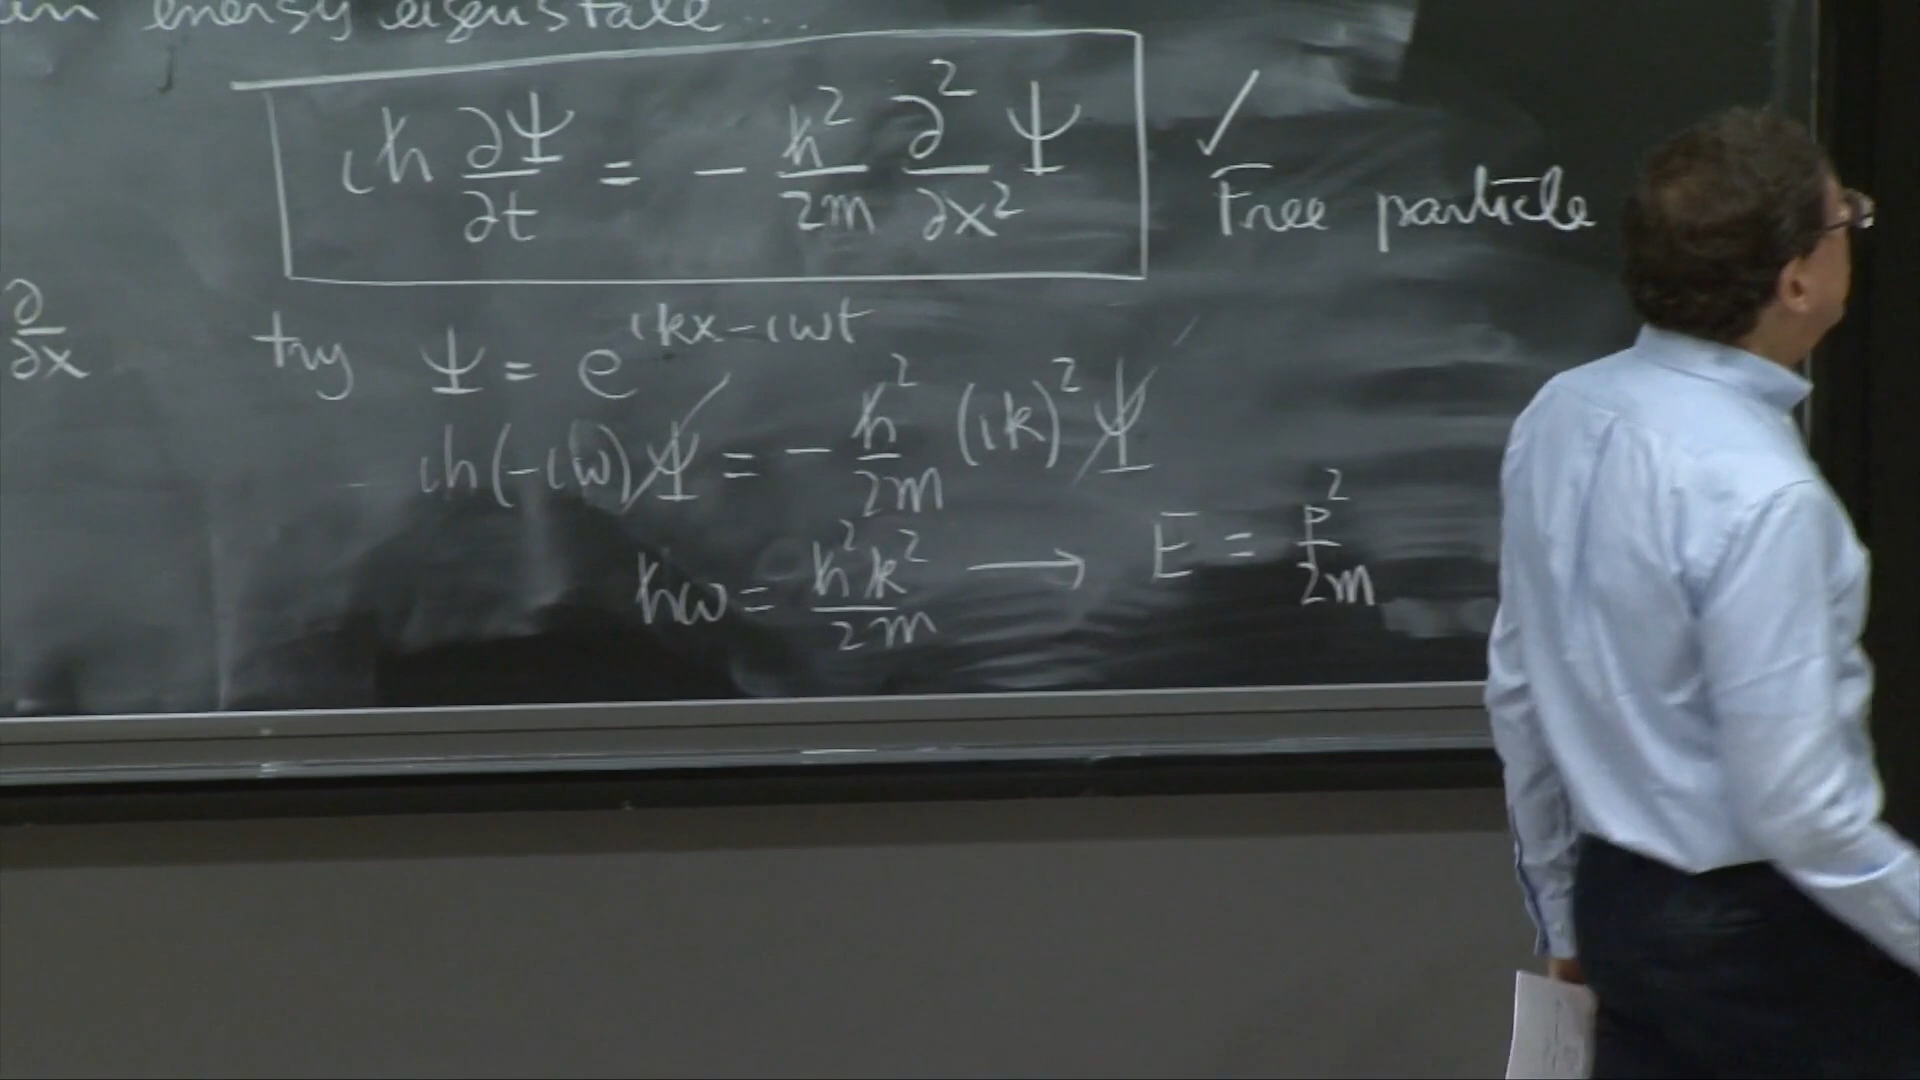 in energy eigenstate...
iħ ∂Ψ/∂t = - ħ²/2m ∂²/∂x² Ψ ✓
Free particle
∂/∂x
try Ψ = e^{ikx-iωt}
iħ(-iω)Ψ = - ħ²/2m (ik)² Ψ
ħω = ħ²k²/2m → E = p²/2m